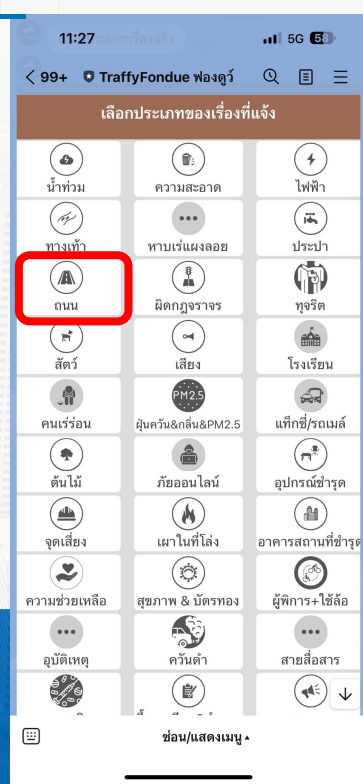 11:27
5G 53
99+ TraffyFondue ฟองดูว์
เลือกประเภทของเรื่องที่แจ้ง
น้ำท่วม ความสะอาด ไฟฟ้า
ทางเท้า หาบเร่แผงลอย ประปา
ถนน ผิดกฎจราจร ทุจริต
สัตว์ เสียง โรงเรียน
PM2.5
คนเร่ร่อน ฝุ่นควัน&กลิ่น&PM2.5 แท็กซี่/รถเมล์
ต้นไม้ ภัยออนไลน์ อุปกรณ์ชำรุด
จุดเสี่ยง เผาในที่โล่ง อาคารสถานที่ชำรุด
ความช่วยเหลือ สุขภาพ & บัตรทอง ผู้พิการ+ใช้ล้อ
อุบัติเหตุ ควันดำ สายสื่อสาร
ซ่อน/แสดงเมนู